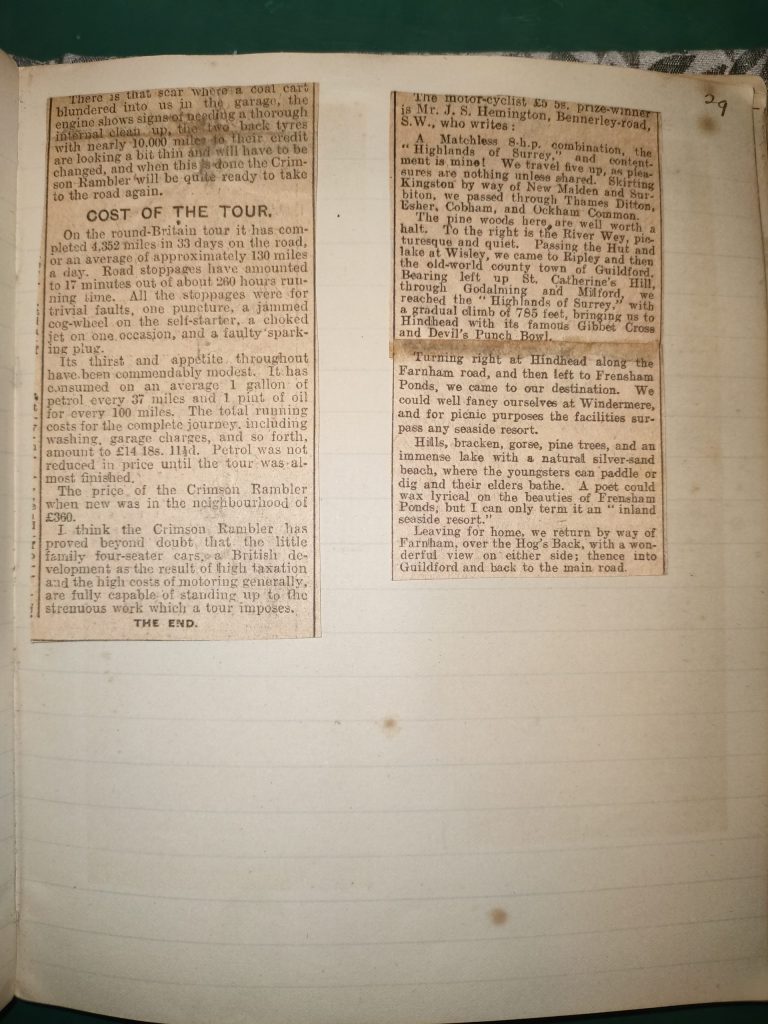 There is that scar where a coal cart
blundered into us in the garage, the
engine shows signs of needing a thorough
internal clean up, the two back tyres
with nearly 10,000 miles to their credit
are looking a bit thin and will have to be
changed, and when this is done the Crim-
son Rambler will be quite ready to take
to the road again.
COST OF THE TOUR.
On the round-Britain tour it has com-
pleted 4,352 miles in 33 days on the road,
or an average of approximately 130 miles
a day. Road stoppages have amounted
to 17 minutes out of about 260 hours run-
ning time. All the stoppages were for
trivial faults, one puncture, a jammed
cog-wheel on the self-starter, a choked
jet on one occasion, and a faulty spark-
ing plug.
Its thirst and appetite throughout
have been commendably modest. It has
consumed on an average 1 gallon of
petrol every 37 miles and 1 pint of oil
for every 100 miles. The total running
costs for the complete journey, including
washing, garage charges, and so forth,
amount to £14 18s. 11½d. Petrol was not
reduced in price until the tour was al-
most finished.
The price of the Crimson Rambler
when new was in the neighbourhood of
£360.
I think the Crimson Rambler has
proved beyond doubt that the little
family four-seater cars, a British de-
velopment as the result of high taxation
and the high costs of motoring generally,
are fully capable of standing up to the
strenuous work which a tour imposes.
THE END.
29
The motor-cyclist £5 5s. prize-winner
is Mr. J. S. Hemington, Bennerley-road,
S.W., who writes:
A Matchless 8.h.p. combination, the
"Highlands of Surrey," and content-
ment is mine! We travel five up, as plea-
sures are nothing unless shared. Skirting
Kingston by way of New Malden and Sur-
biton, we passed through Thames Ditton,
Esher, Cobham, and Ockham Common.
The pine woods here are well worth a
halt. To the right is the River Wey, pic-
turesque and quiet. Passing the Hut and
lake at Wisley, we came to Ripley and then
the old-world county town of Guildford.
Bearing left up St. Catherine's Hill,
through Godalming and Milford, we
reached the "Highlands of Surrey," with
a gradual climb of 785 feet, bringing us to
Hindhead with its famous Gibbet Cross
and Devil's Punch Bowl.
Turning right at Hindhead along the
Farnham road, and then left to Frensham
Ponds, we came to our destination. We
could well fancy ourselves at Windermere,
and for picnic purposes the facilities sur-
pass any seaside resort.
Hills, bracken, gorse, pine trees, and an
immense lake with a natural silver-sand
beach, where the youngsters can paddle or
dig and their elders bathe. A poet could
wax lyrical on the beauties of Frensham
Ponds, but I can only term it an "inland
seaside resort."
Leaving for home, we return by way of
Farnham, over the Hog's Back, with a won-
derful view on either side; thence into
Guildford and back to the main road.